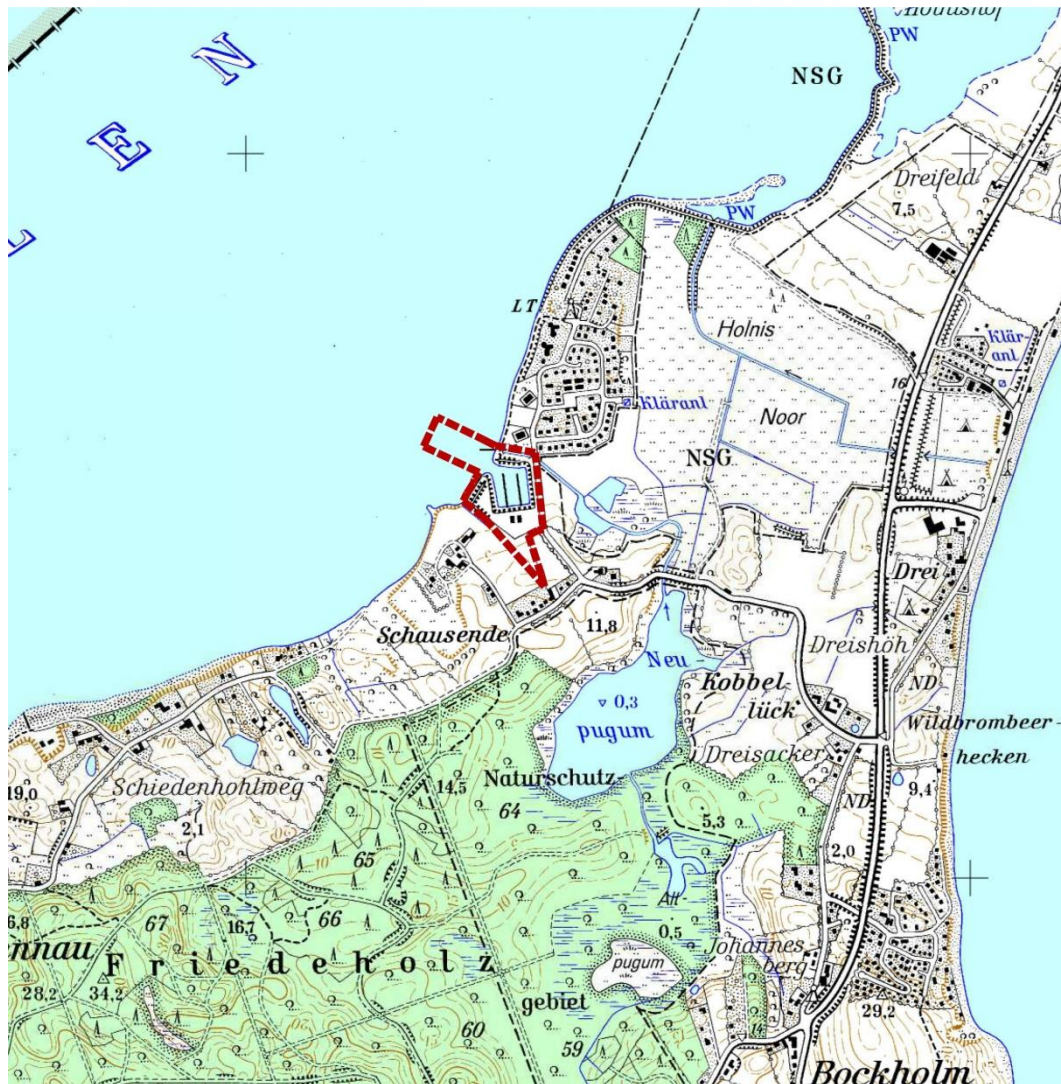 PW
NSG
N
E
Dreifeld
7,5
PW
LT
Holnis
Klär-
anl
16
Kläranl
Noor
NSG
Drei
11,8
Schausende
Dreishöh
Neu-
Kobbel-
lück
ND
0,3
pugum
Wildbrombeer-
hecken
Dreisacker
Naturschutz-
Schiedenhohlweg
19,0
14,5
64
ND
9,4
5,3
2,1
2,0
65
10
67
66
16,7
Alt
6,8
nnau
Friedeholz
0,5
Johannes
berg
pugum
28,2
34,2
gebiet
60
59
14
29,2
Bockholm